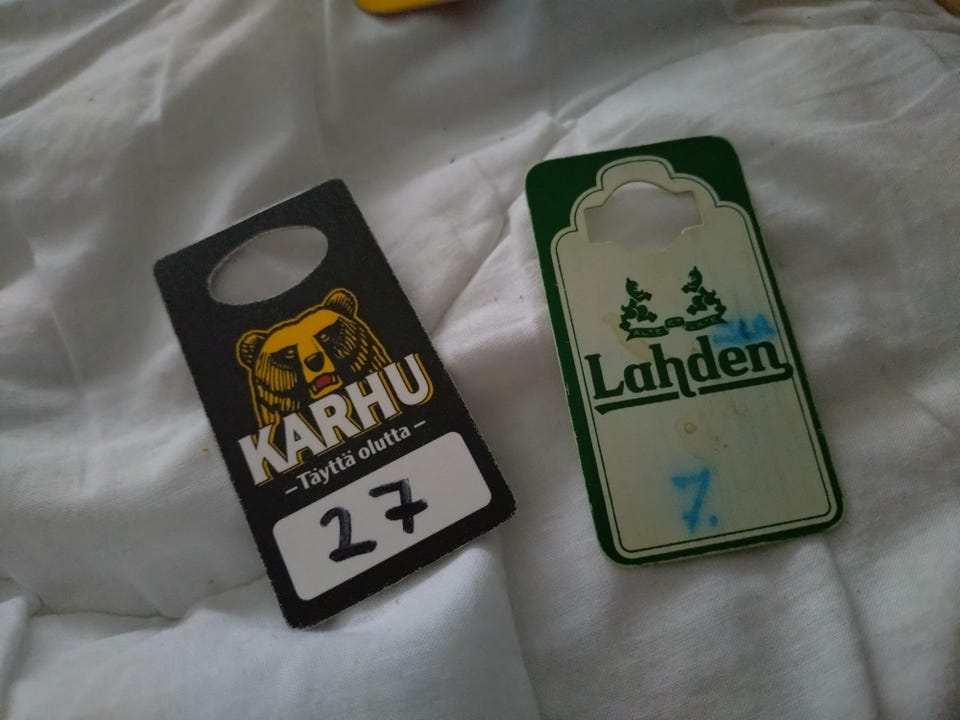 KARHU
–Täyttä olutta–
27
Lahden
7.